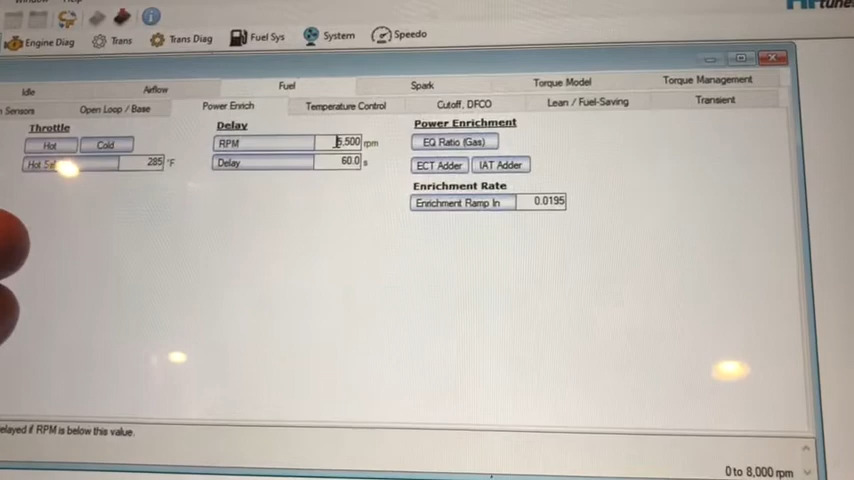 Engine Diag Trans Trans Diag Fuel Sys System Speedo
Idle Airflow Fuel Spark Torque Model Torque Management
Sensors Open Loop / Base Power Enrich Temperature Control Cutoff, DFCO Lean / Fuel-Saving Transient
Throttle Delay Power Enrichment
Hot Cold RPM 5,500 rpm EQ Ratio (Gas)
Hot 285 °F Delay 60.0 s ECT Adder IAT Adder
Enrichment Rate
Enrichment Ramp In 0.0195
elayed if RPM is below this value.
0 to 8,000 rpm